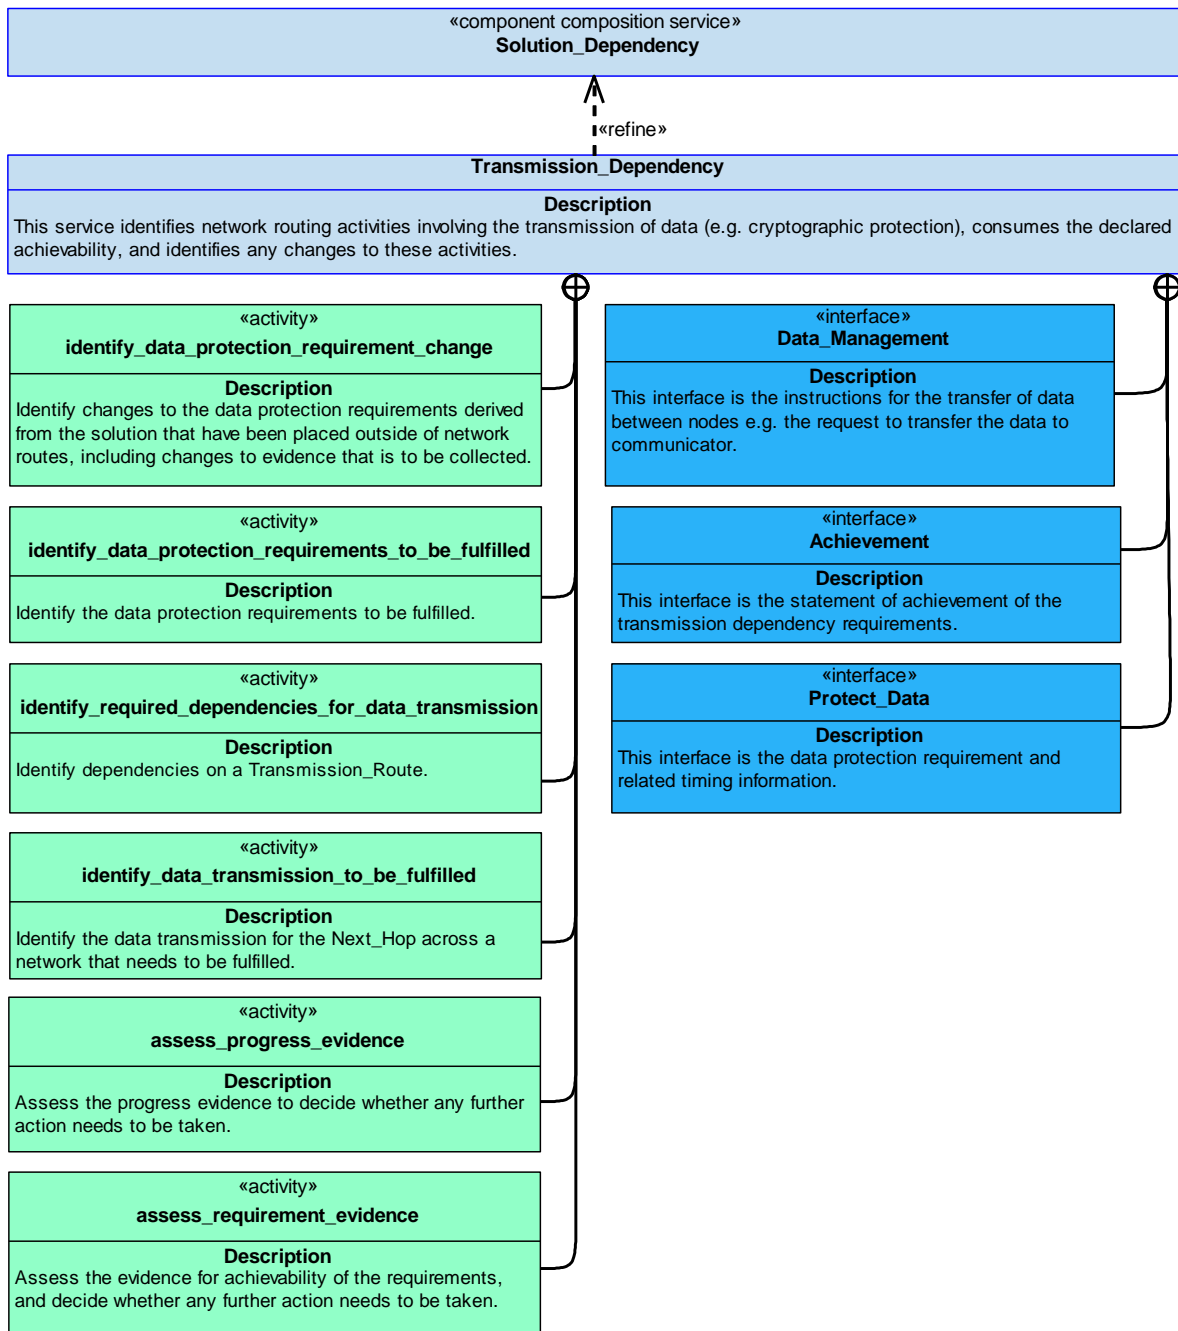 «component composition service»
Solution_Dependency
«refine»
Transmission_Dependency
Description
This service identifies network routing activities involving the transmission of data (e.g. cryptographic protection), consumes the declared
achievability, and identifies any changes to these activities.
«activity»
identify_data_protection_requirement_change
Description
Identify changes to the data protection requirements derived
from the solution that have been placed outside of network
routes, including changes to evidence that is to be collected.
«activity»
identify_data_protection_requirements_to_be_fulfilled
Description
Identify the data protection requirements to be fulfilled.
«activity»
identify_required_dependencies_for_data_transmission
Description
Identify dependencies on a Transmission_Route.
«activity»
identify_data_transmission_to_be_fulfilled
Description
Identify the data transmission for the Next_Hop across a
network that needs to be fulfilled.
«activity»
assess_progress_evidence
Description
Assess the progress evidence to decide whether any further
action needs to be taken.
«activity»
assess_requirement_evidence
Description
Assess the evidence for achievability of the requirements,
and decide whether any further action needs to be taken.
«interface»
Data_Management
Description
This interface is the instructions for the transfer of data
between nodes e.g. the request to transfer the data to
communicator.
«interface»
Achievement
Description
This interface is the statement of achievement of the
transmission dependency requirements.
«interface»
Protect_Data
Description
This interface is the data protection requirement and
related timing information.